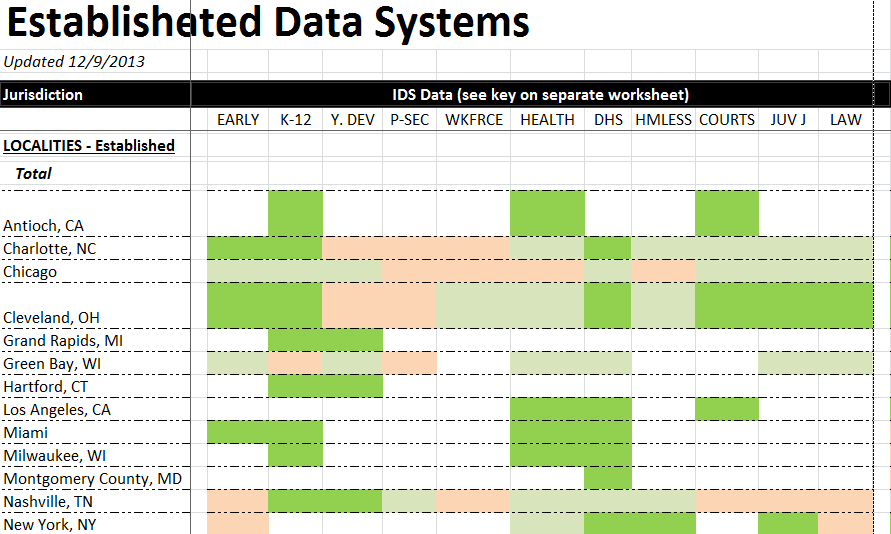 Establisheted Data Systems
Updated 12/9/2013
Jurisdiction IDS Data (see key on separate worksheet)
EARLY K-12 Y. DEV P-SEC WKFRCE HEALTH DHS HMLESS COURTS JUV J LAW
LOCALITIES - Established
Total
Antioch, CA
Charlotte, NC
Chicago
Cleveland, OH
Grand Rapids, MI
Green Bay, WI
Hartford, CT
Los Angeles, CA
Miami
Milwaukee, WI
Montgomery County, MD
Nashville, TN
New York, NY